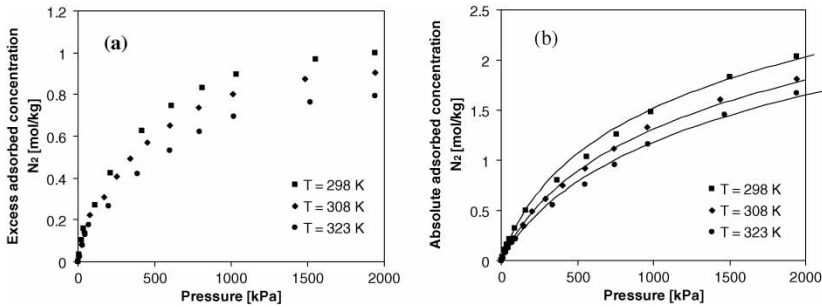 (a)
Excess adsorbed concentration
N₂ [mol/kg]
1.2
1
0.8
0.6
0.4
0.2
0
T = 298 K
T = 308 K
T = 323 K
0 500 1000 1500 2000
Pressure [kPa]
(b)
Absolute adsorbed concentration
N₂ [mol/kg]
2.5
2
1.5
1
0.5
0
T = 298 K
T = 308 K
T = 323 K
0 500 1000 1500 2000
Pressure [kPa]